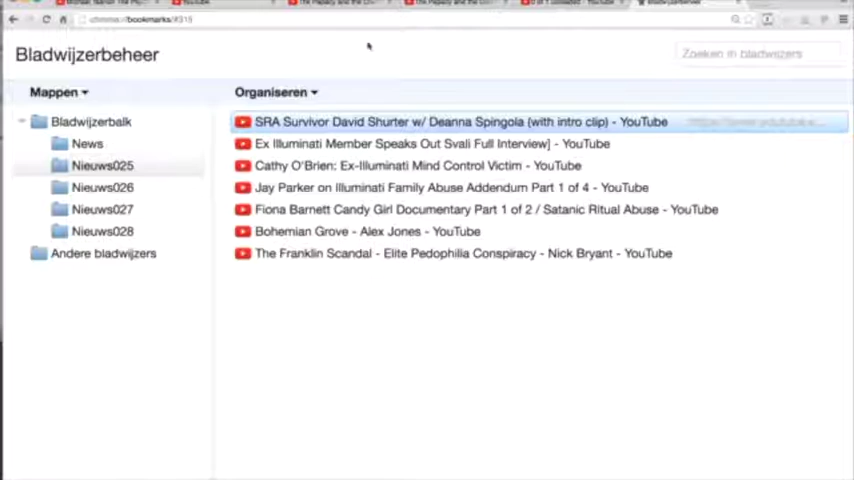 YouTube
chrome://bookmarks/#315
Bladwijzerbeheer
Zoeken in bladwijzers
Mappen
Organiseren
Bladwijzerbalk
News
Nieuws025
Nieuws026
Nieuws027
Nieuws028
Andere bladwijzers
SRA Survivor David Shurter w/ Deanna Spingola (with intro clip) - YouTube
Ex Illuminati Member Speaks Out Svali Full Interview] - YouTube
Cathy O'Brien: Ex-Illuminati Mind Control Victim - YouTube
Jay Parker on Illuminati Family Abuse Addendum Part 1 of 4 - YouTube
Fiona Barnett Candy Girl Documentary Part 1 of 2 / Satanic Ritual Abuse - YouTube
Bohemian Grove - Alex Jones - YouTube
The Franklin Scandal - Elite Pedophilia Conspiracy - Nick Bryant - YouTube